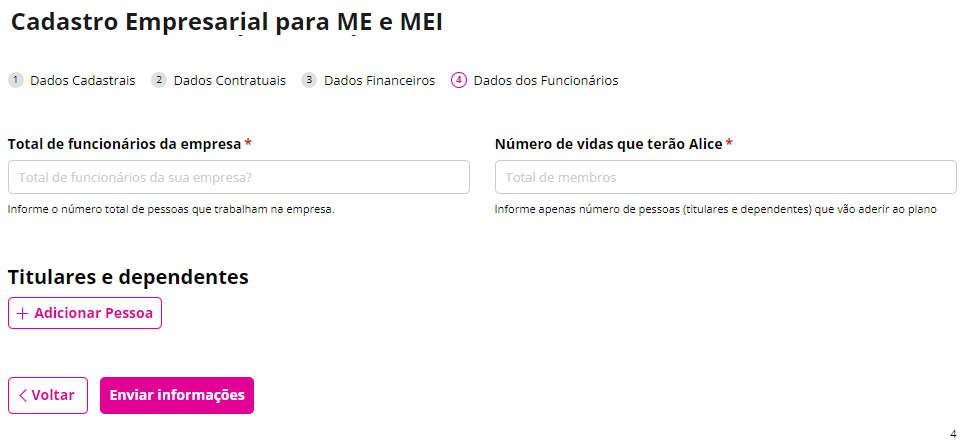 Cadastro Empresarial para ME e MEI
1 Dados Cadastrais 2 Dados Contratuais 3 Dados Financeiros 4 Dados dos Funcionários
Total de funcionários da empresa *
Número de vidas que terão Alice *
Total de funcionários da sua empresa?
Total de membros
Informe o número total de pessoas que trabalham na empresa.
Informe apenas número de pessoas (titulares e dependentes) que vão aderir ao plano
Titulares e dependentes
+ Adicionar Pessoa
< Voltar Enviar informações
4